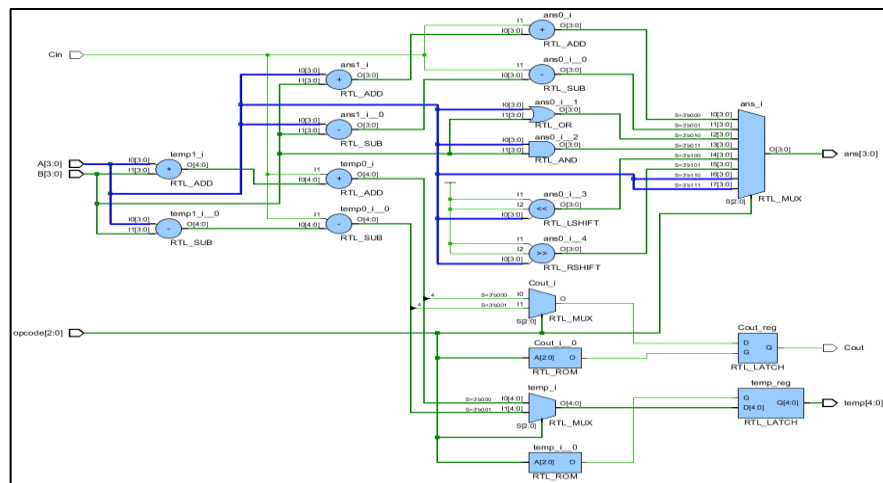 ans0_i
I1
O[3:0]
I0[3:0]
RTL_ADD
Cin
ans1_i
I0[3:0]
O[3:0]
I1[3:0]
RTL_ADD
ans0_i__0
I1
O[3:0]
I0[3:0]
RTL_SUB
ans1_i__0
I0[3:0]
O[3:0]
I1[3:0]
RTL_SUB
ans0_i__1
I0[3:0]
O[3:0]
I1[3:0]
RTL_OR
ans0_i__2
I0[3:0]
O[3:0]
I1[3:0]
RTL_AND
ans_i
S=3'b000 I0[3:0]
S=3'b001 I1[3:0]
S=3'b010 I2[3:0]
S=3'b011 I3[3:0]
S=3'b100 I4[3:0]
S=3'b101 I5[3:0]
S=3'b110 I6[3:0]
S=3'b111 I7[3:0]
O[3:0]
ans[3:0]
S[2:0]
RTL_MUX
A[3:0]
B[3:0]
temp1_i
I0[3:0]
O[4:0]
I1[3:0]
RTL_ADD
temp0_i
I1
O[4:0]
I0[4:0]
RTL_ADD
temp1_i__0
I0[3:0]
O[4:0]
I1[3:0]
RTL_SUB
temp0_i__0
I1
O[4:0]
I0[4:0]
RTL_SUB
ans0_i__3
I1
I2
O[3:0]
I0[3:0]
<<
RTL_LSHIFT
ans0_i__4
I1
I2
O[3:0]
I0[3:0]
>>
RTL_RSHIFT
Cout_i
4 S=3'b000 I0
4 S=3'b001 I1
O
S[2:0]
RTL_MUX
opcode[2:0]
Cout_i__0
A[2:0] O
RTL_ROM
Cout_reg
D
Q
G
RTL_LATCH
Cout
temp_i
S=3'b000 I0[4:0]
S=3'b001 I1[4:0]
O[4:0]
S[2:0]
RTL_MUX
temp_reg
G
Q[4:0]
D[4:0]
RTL_LATCH
temp[4:0]
temp_i__0
A[2:0] O
RTL_ROM